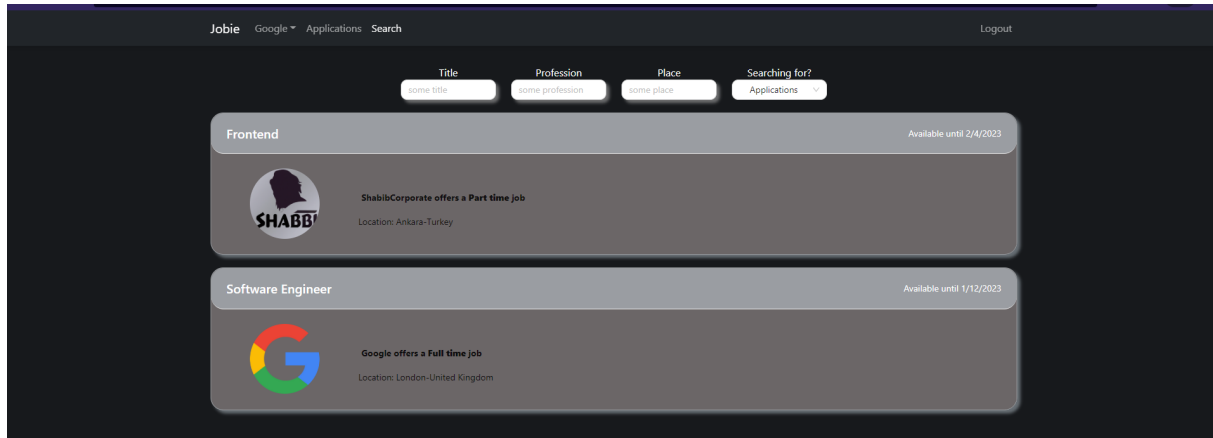 Jobie Google Applications Search Logout
Title Profession Place Searching for?
some title some profession some place Applications
Frontend Available until 2/4/2023
SHABBI
ShabibCorporate offers a Part time job
Location: Ankara-Turkey
Software Engineer Available until 1/12/2023
Google offers a Full time job
Location: London-United Kingdom